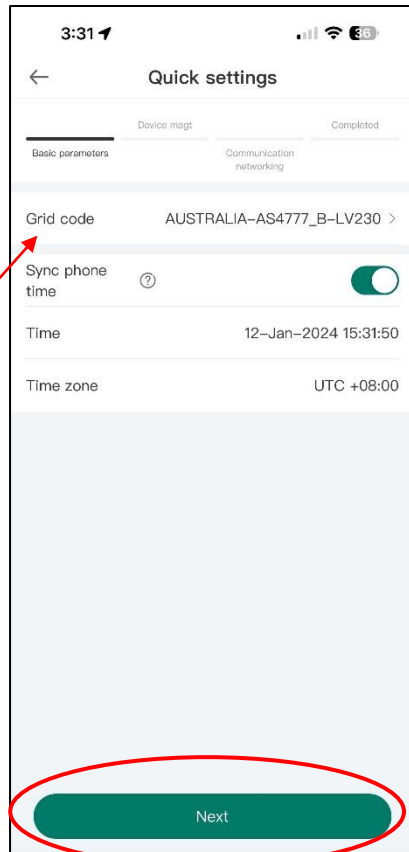 3:31 36
Quick settings
Device magt Completed
Basic parameters Communication
networking
Grid code AUSTRALIA-AS4777_B-LV230
Sync phone
time
Time 12-Jan-2024 15:31:50
Time zone UTC +08:00
Next